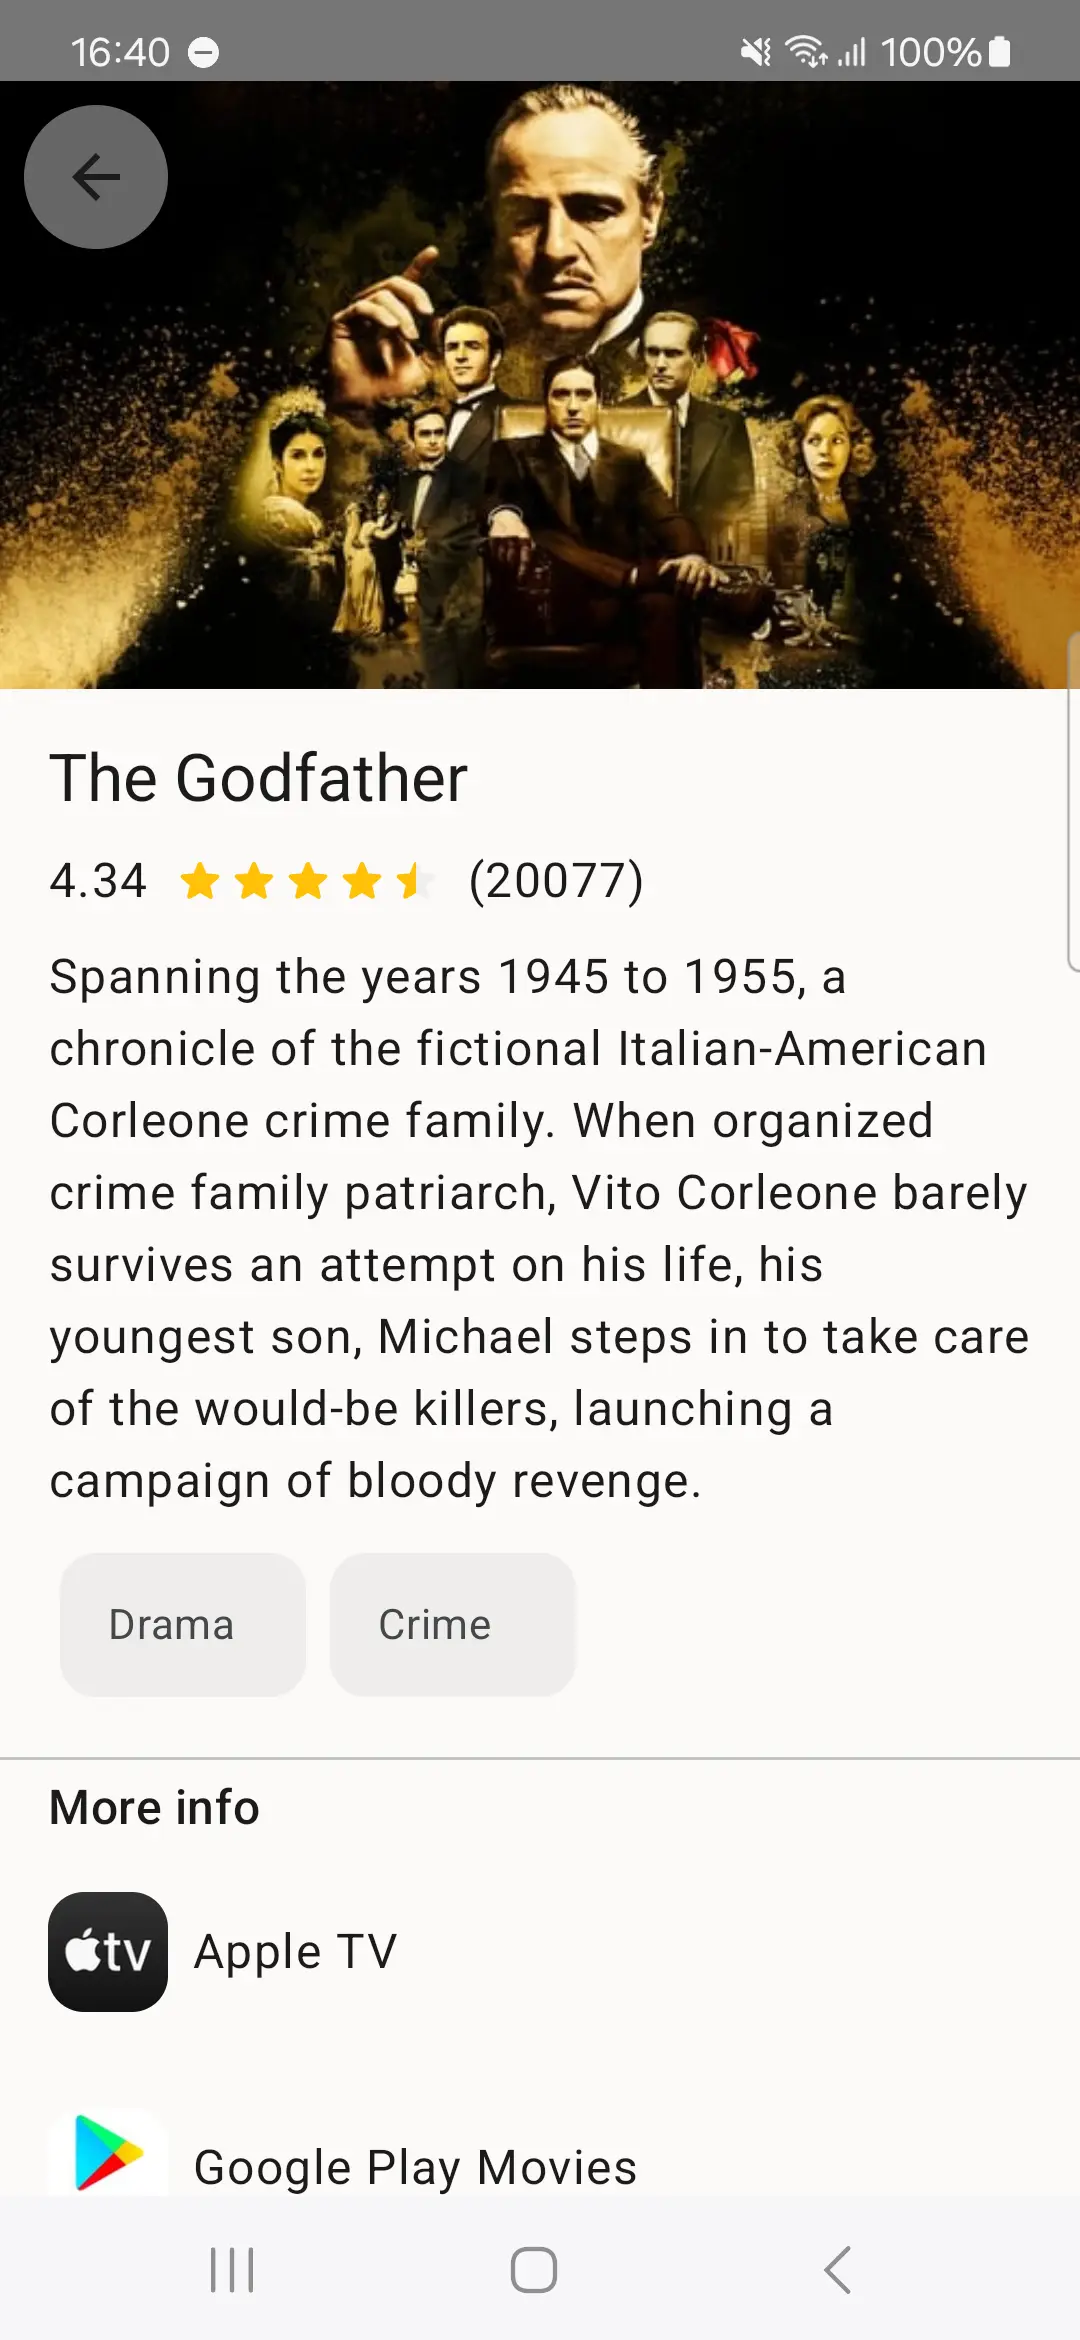 16:40 100%
The Godfather
4.34 (20077)
Spanning the years 1945 to 1955, a
chronicle of the fictional Italian-American
Corleone crime family. When organized
crime family patriarch, Vito Corleone barely
survives an attempt on his life, his
youngest son, Michael steps in to take care
of the would-be killers, launching a
campaign of bloody revenge.
Drama Crime
More info
tv Apple TV
Google Play Movies